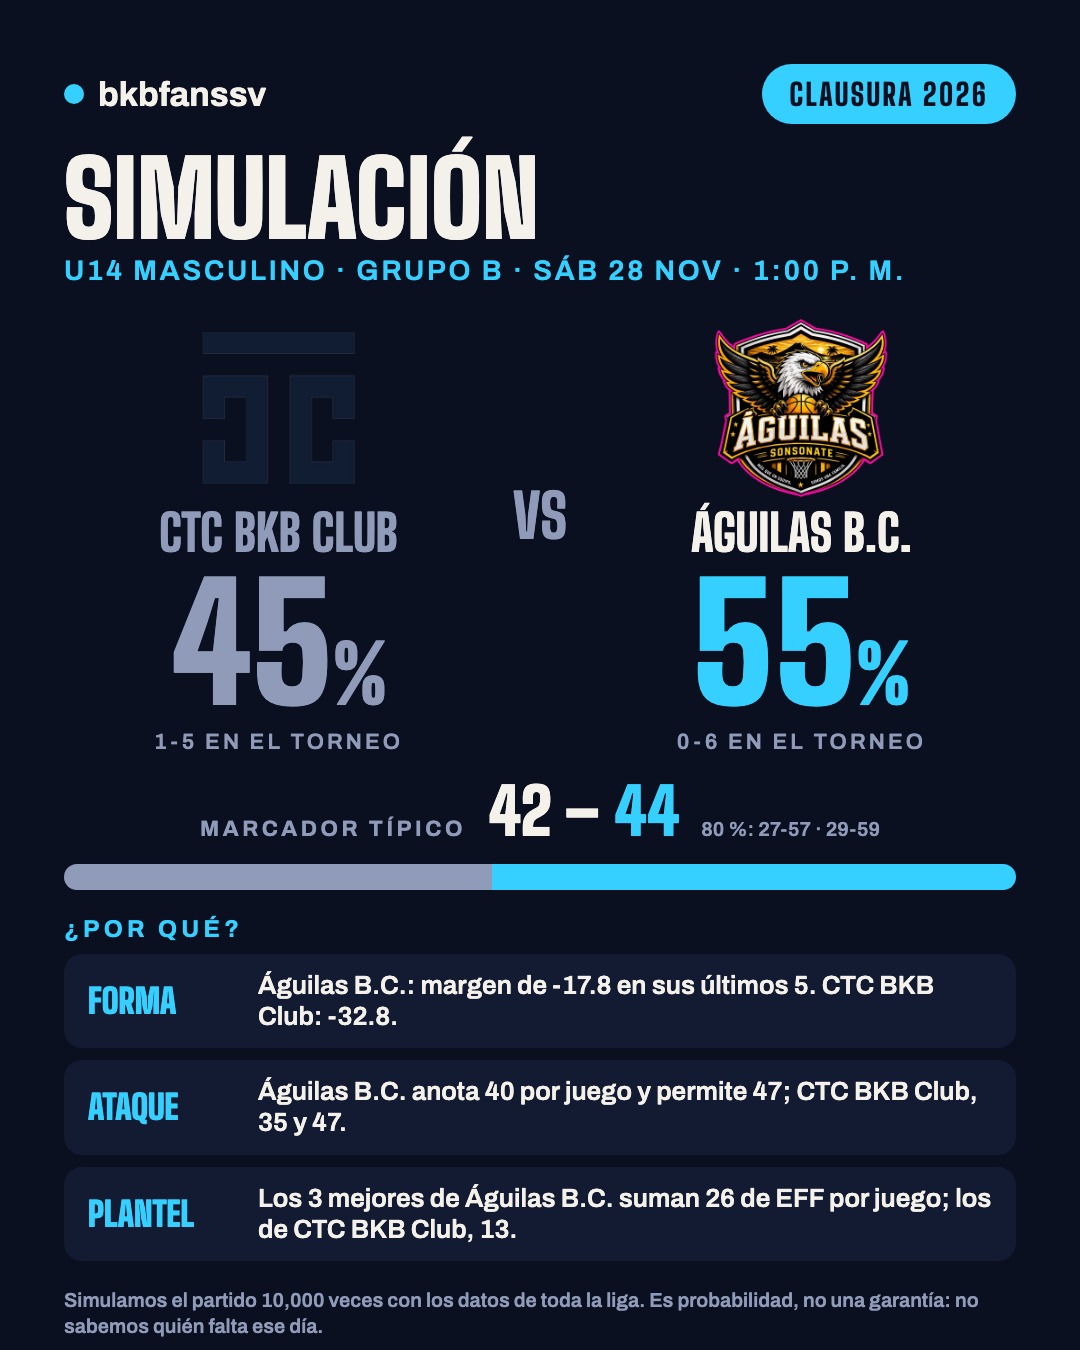 bkbfanssv
CLAUSURA 2026
SIMULACIÓN
U14 MASCULINO · GRUPO B · SÁB 28 NOV · 1:00 P. M.
ÁGUILAS
SONSONATE
CTC BKB CLUB
VS
ÁGUILAS B.C.
45%
55%
1-5 EN EL TORNEO
0-6 EN EL TORNEO
MARCADOR TÍPICO 42 – 44 80 %: 27-57 · 29-59
¿POR QUÉ?
FORMA
Águilas B.C.: margen de -17.8 en sus últimos 5. CTC BKB
Club: -32.8.
ATAQUE
Águilas B.C. anota 40 por juego y permite 47; CTC BKB Club,
35 y 47.
PLANTEL
Los 3 mejores de Águilas B.C. suman 26 de EFF por juego; los
de CTC BKB Club, 13.
Simulamos el partido 10,000 veces con los datos de toda la liga. Es probabilidad, no una garantía: no
sabemos quién falta ese día.